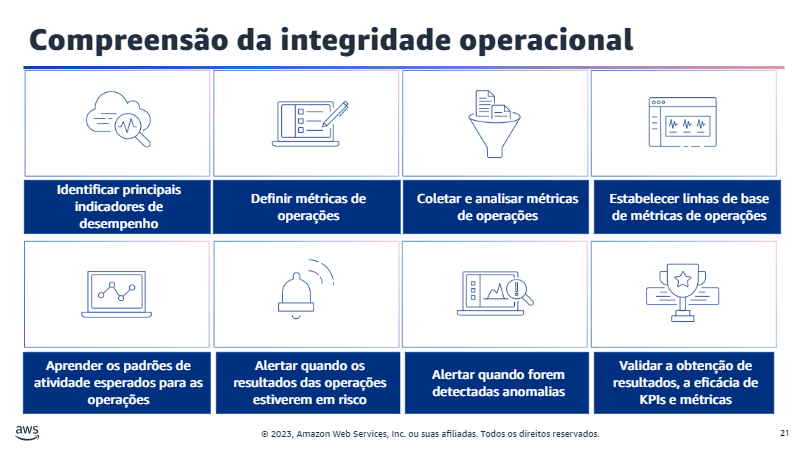 Compreensão da integridade operacional
Identificar principais
indicadores de
desempenho
Definir métricas de
operações
Coletar e analisar métricas
de operações
Estabelecer linhas de base
de métricas de operações
Aprender os padrões de
atividade esperados para as
operações
Alertar quando os
resultados das operações
estiverem em risco
Alertar quando forem
detectadas anomalias
Validar a obtenção de
resultados, a eficácia de
KPIs e métricas
aws
© 2023, Amazon Web Services, Inc. ou suas afiliadas. Todos os direitos reservados.
21